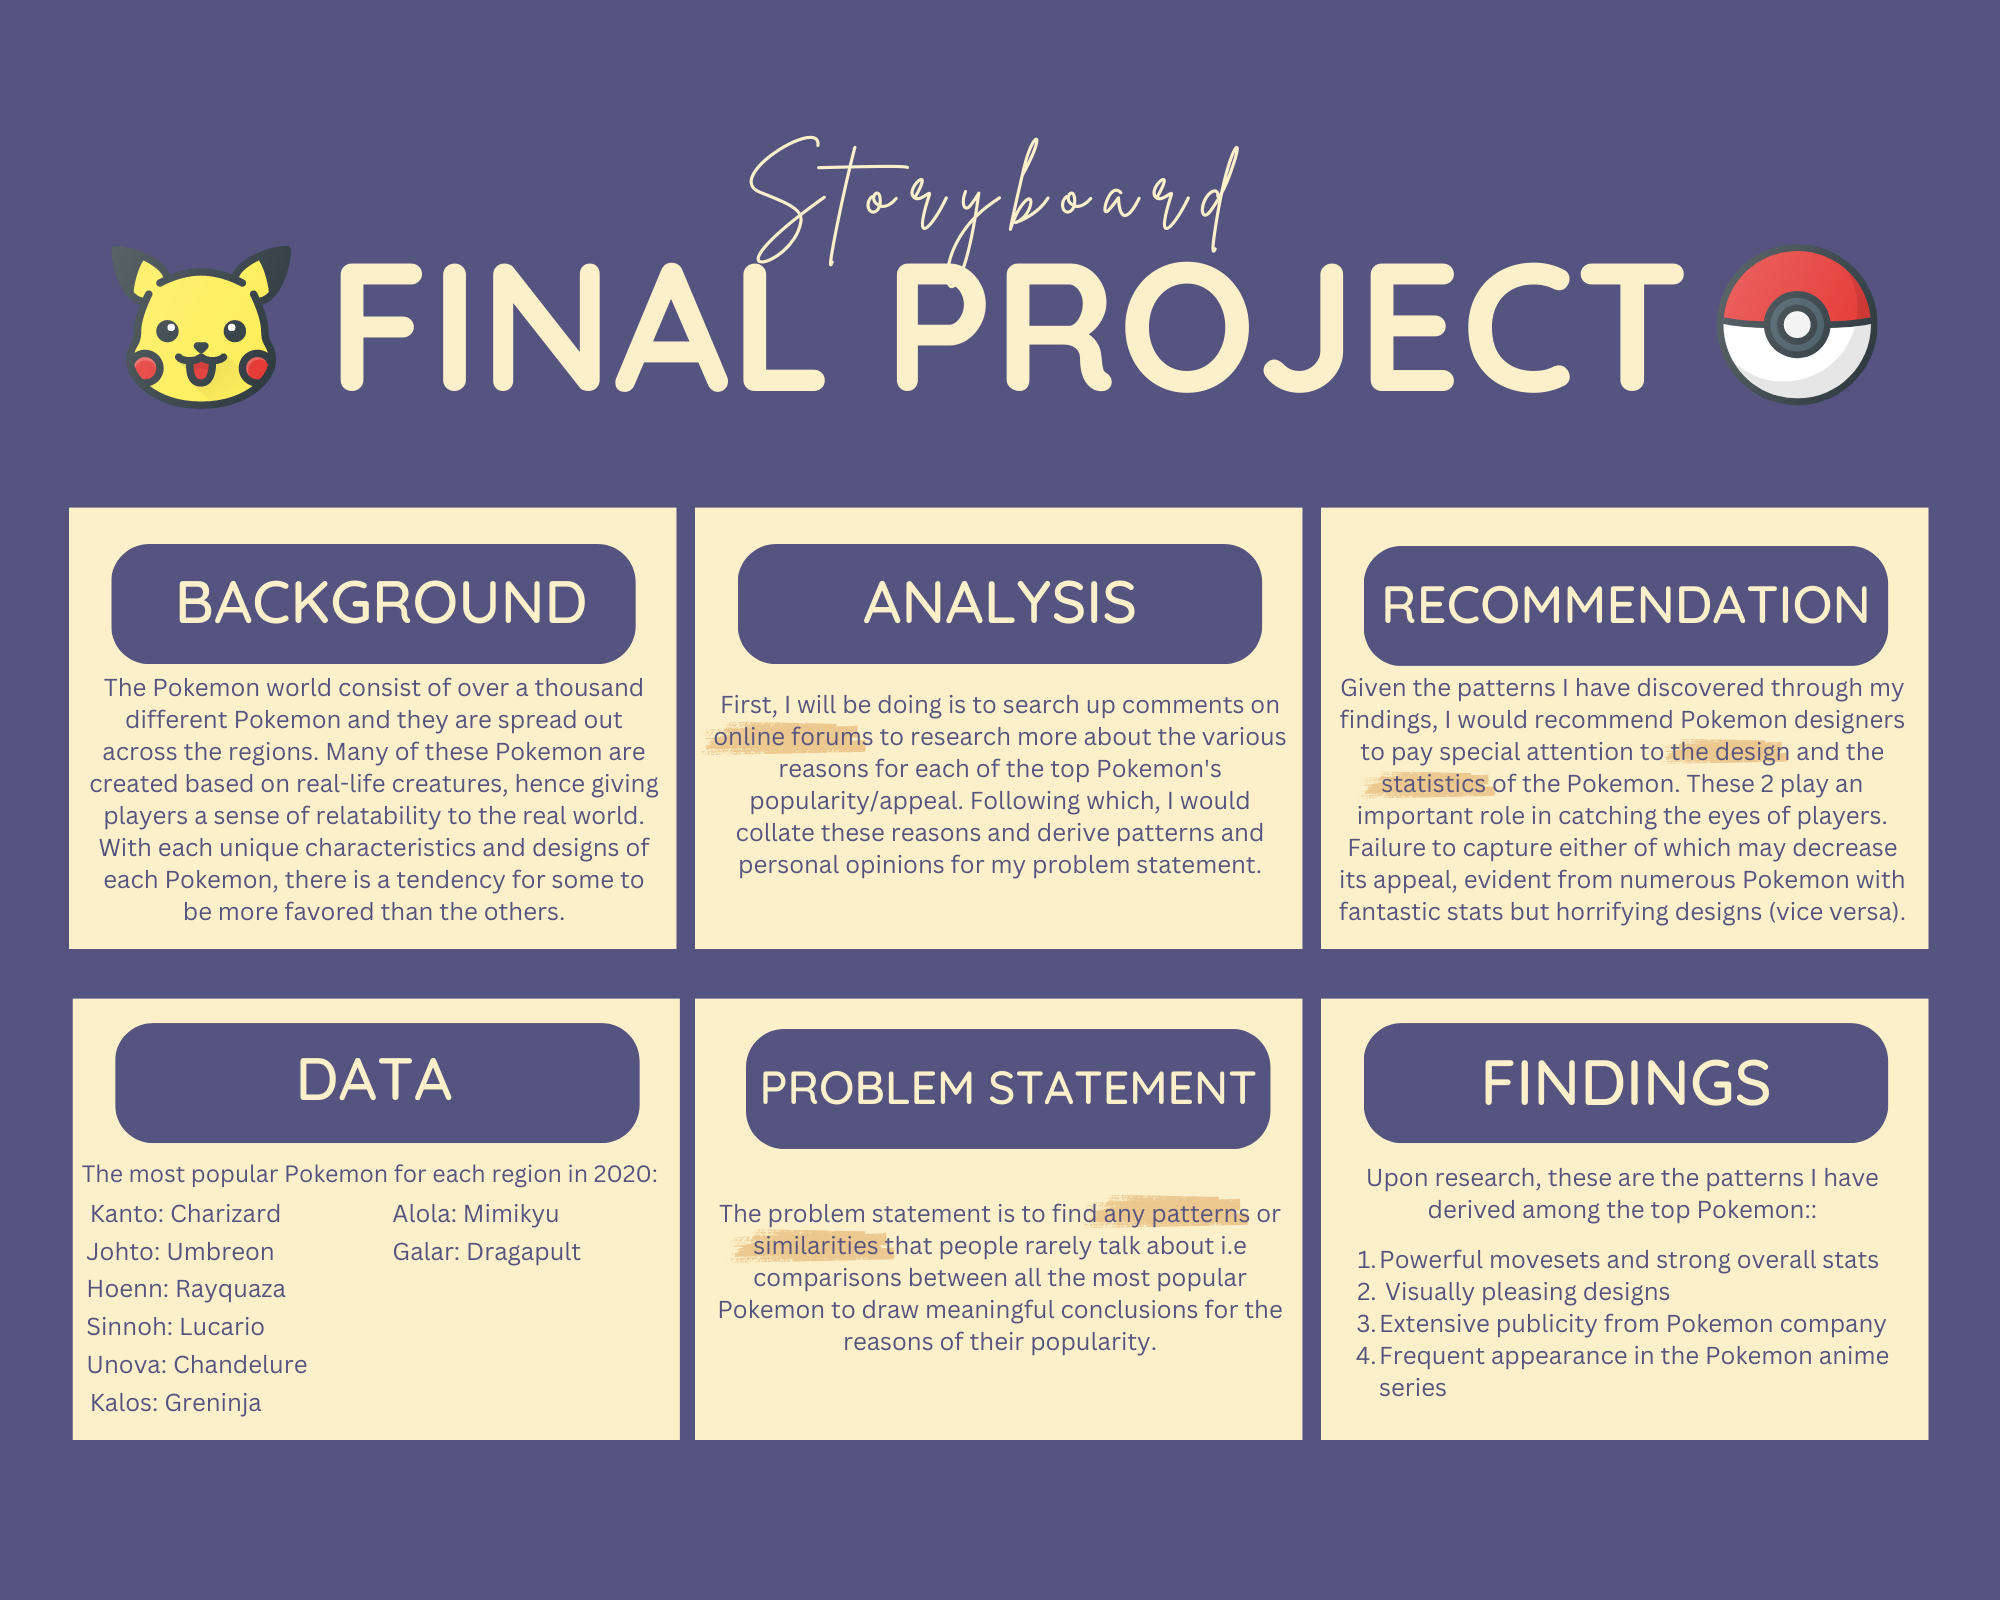 Storyboard
FINAL PROJECT
BACKGROUND
The Pokemon world consist of over a thousand
different Pokemon and they are spread out
across the regions. Many of these Pokemon are
created based on real-life creatures, hence giving
players a sense of relatability to the real world.
With each unique characteristics and designs of
each Pokemon, there is a tendency for some to
be more favored than the others.
ANALYSIS
First, I will be doing is to search up comments on
online forums to research more about the various
reasons for each of the top Pokemon's
popularity/appeal. Following which, I would
collate these reasons and derive patterns and
personal opinions for my problem statement.
RECOMMENDATION
Given the patterns I have discovered through my
findings, I would recommend Pokemon designers
to pay special attention to the design and the
statistics of the Pokemon. These 2 play an
important role in catching the eyes of players.
Failure to capture either of which may decrease
its appeal, evident from numerous Pokemon with
fantastic stats but horrifying designs (vice versa).
DATA
The most popular Pokemon for each region in 2020:
Kanto: Charizard
Johto: Umbreon
Hoenn: Rayquaza
Sinnoh: Lucario
Unova: Chandelure
Kalos: Greninja
Alola: Mimikyu
Galar: Dragapult
PROBLEM STATEMENT
The problem statement is to find any patterns or
similarities that people rarely talk about i.e
comparisons between all the most popular
Pokemon to draw meaningful conclusions for the
reasons of their popularity.
FINDINGS
Upon research, these are the patterns I have
derived among the top Pokemon::
1. Powerful movesets and strong overall stats
2. Visually pleasing designs
3. Extensive publicity from Pokemon company
4. Frequent appearance in the Pokemon anime
series